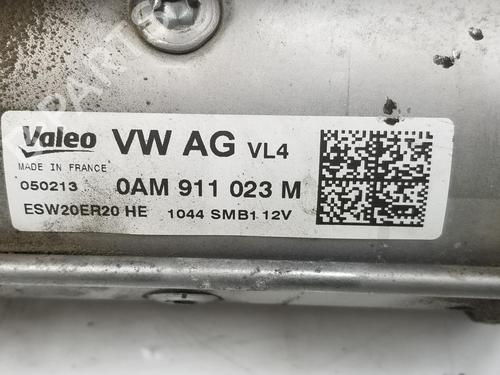 Valeo VW AG VL4
MADE IN FRANCE
050213 0AM 911 023 M
ESW20ER20 HE 1044 SMB1 12V